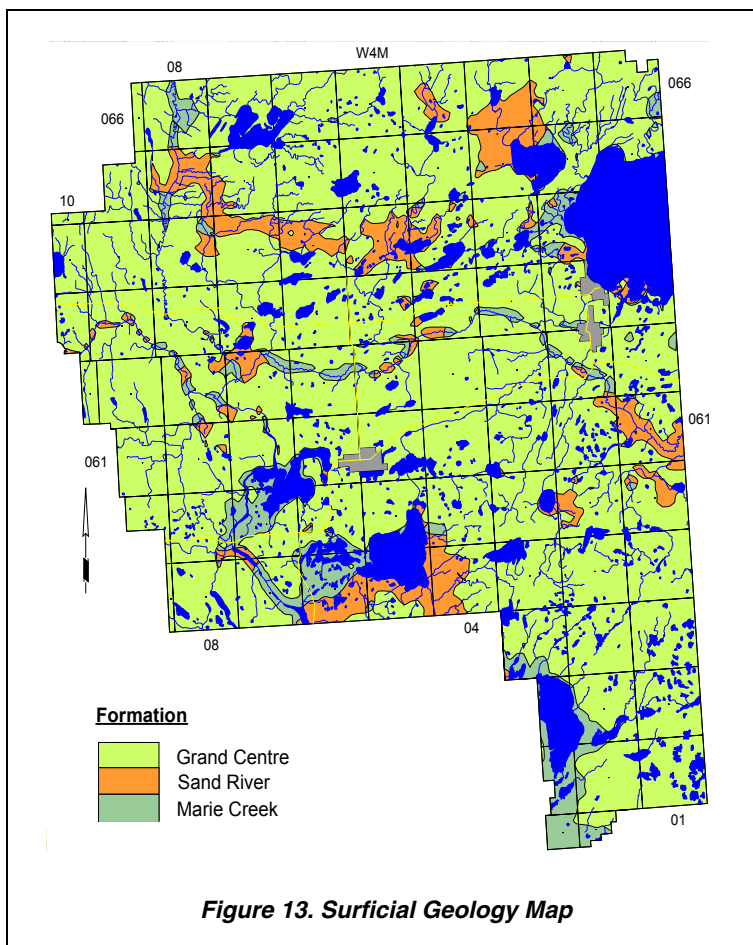 W4M
08
066
066
10
061
061
08
04
01
Formation
Grand Centre
Sand River
Marie Creek
Figure 13. Surficial Geology Map